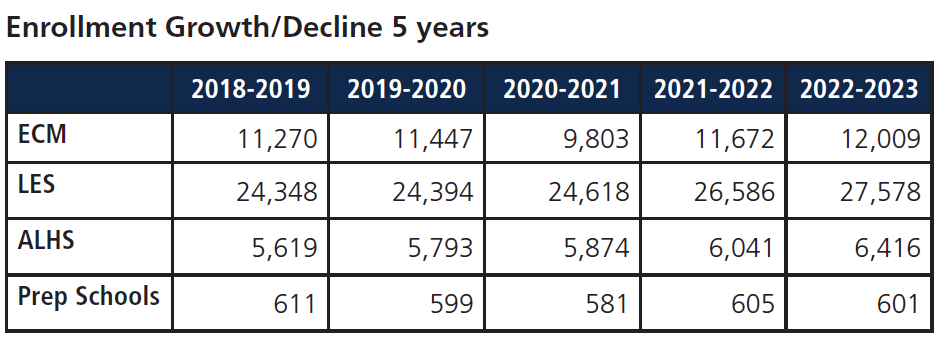 Enrollment Growth/Decline 5 years
2018-2019 2019-2020 2020-2021 2021-2022 2022-2023
ECM 11,270 11,447 9,803 11,672 12,009
LES 24,348 24,394 24,618 26,586 27,578
ALHS 5,619 5,793 5,874 6,041 6,416
Prep Schools 611 599 581 605 601